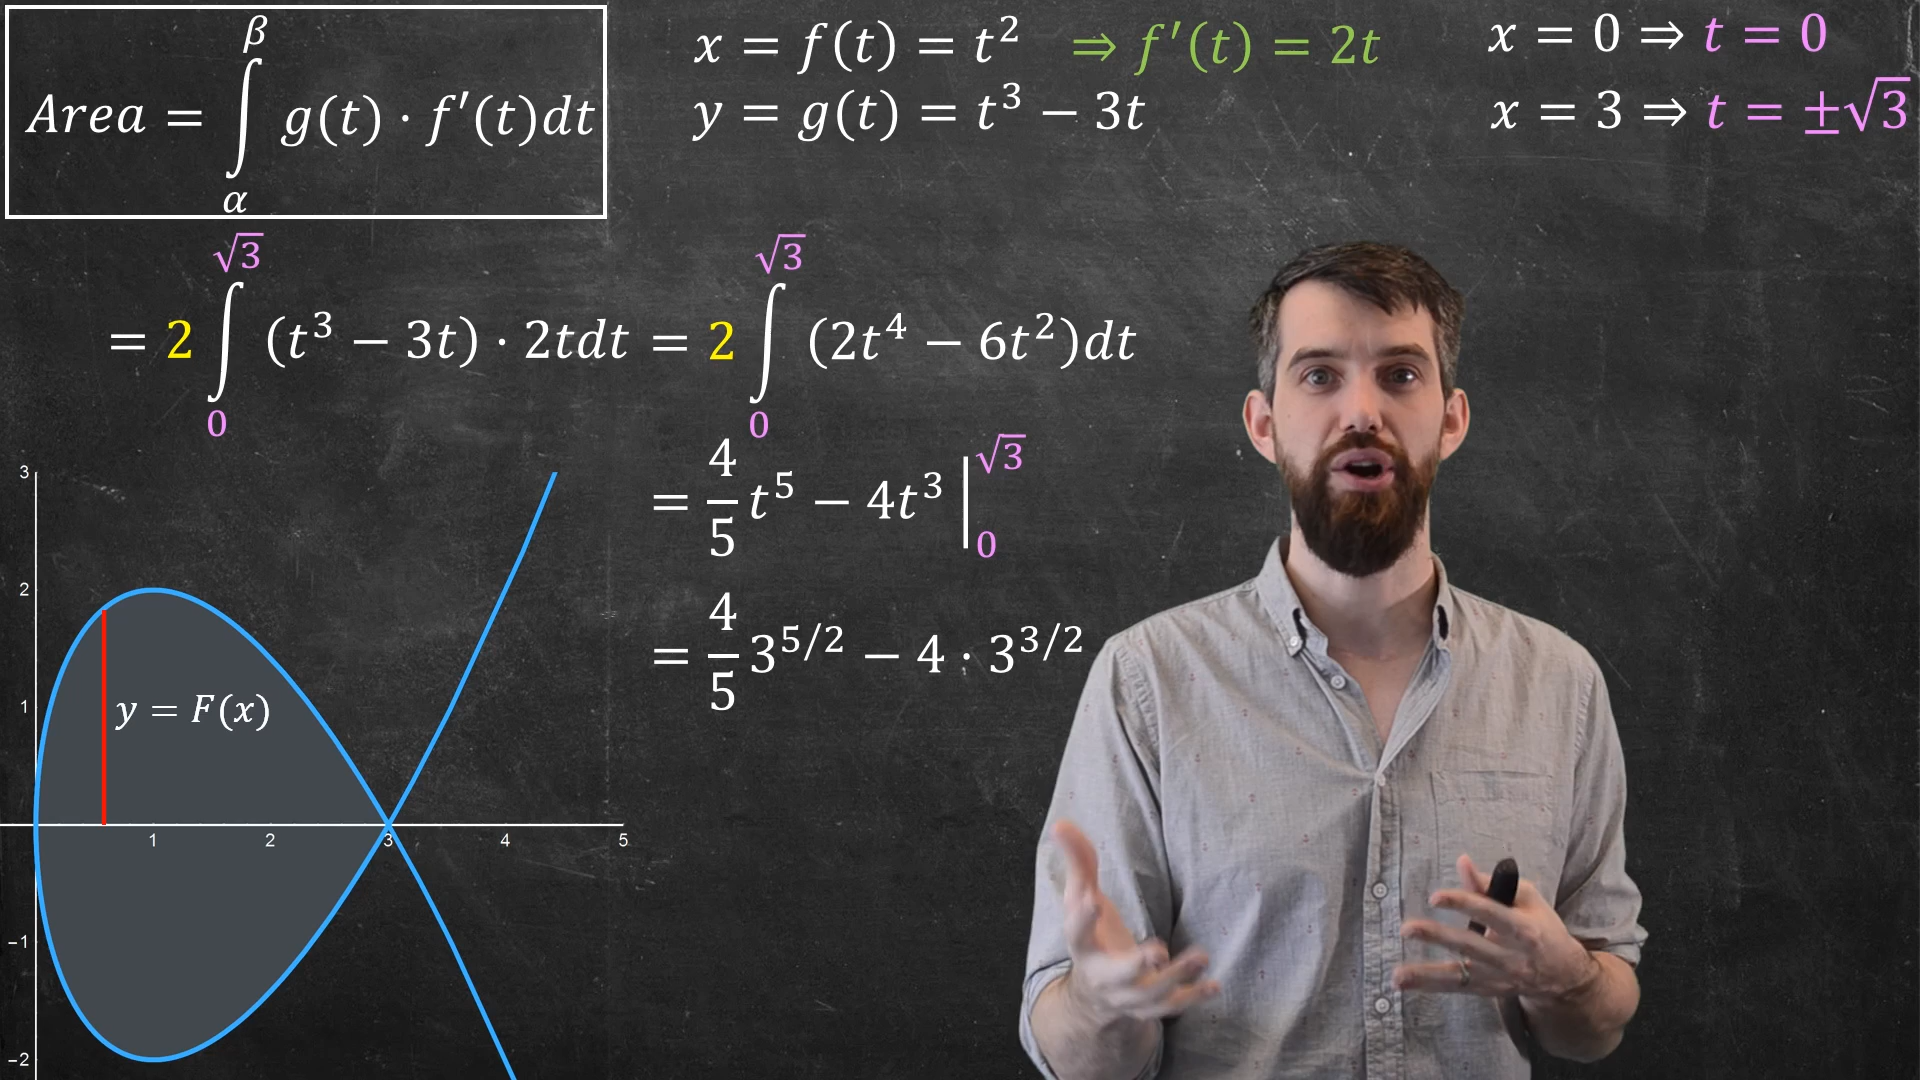 Area = ∫_α^β g(t) · f′(t)dt
x = f(t) = t² ⇒ f′(t) = 2t
y = g(t) = t³ − 3t
x = 0 ⇒ t = 0
x = 3 ⇒ t = ±√3
= 2 ∫_0^√3 (t³ − 3t) · 2tdt = 2 ∫_0^√3 (2t⁴ − 6t²)dt
= 4/5 t⁵ − 4t³ |_0^√3
= 4/5 3^5/2 − 4 · 3^3/2
3
2
1
y = F(x)
1 2 3 4 5
−1
−2